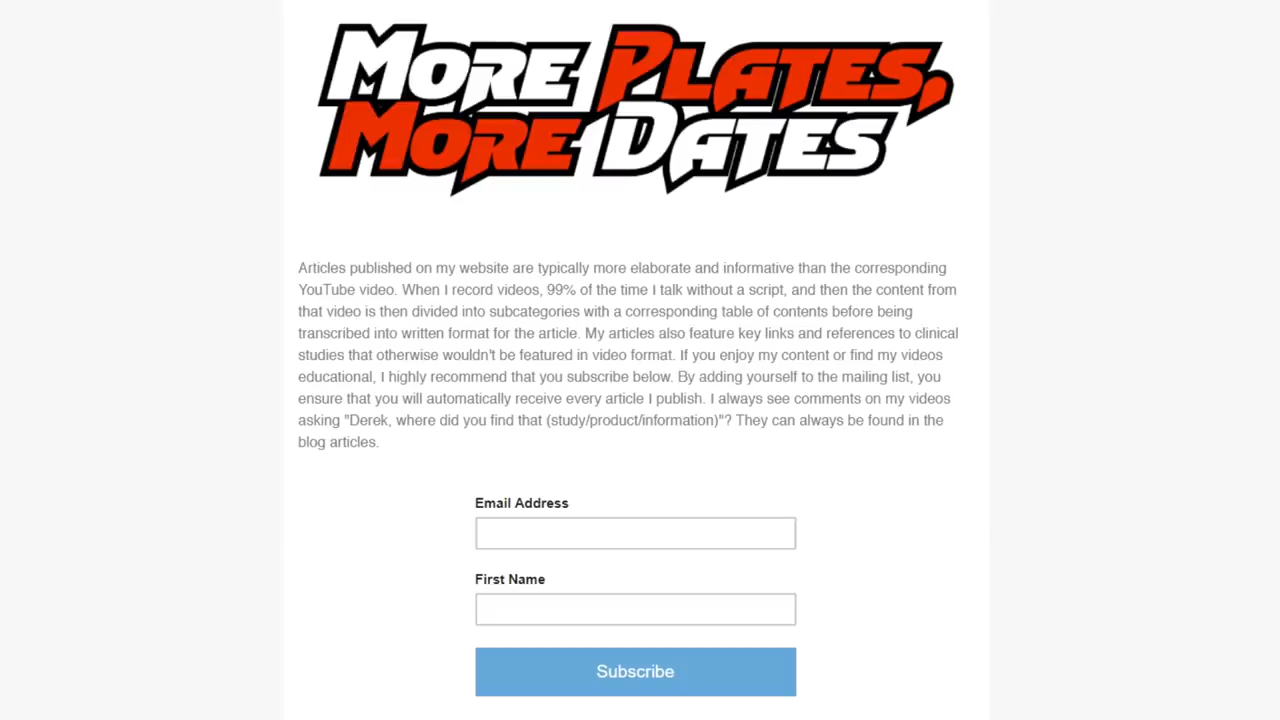 MORE PLATES,
MORE DATES
Articles published on my website are typically more elaborate and informative than the corresponding
YouTube video. When I record videos, 99% of the time I talk without a script, and then the content from
that video is then divided into subcategories with a corresponding table of contents before being
transcribed into written format for the article. My articles also feature key links and references to clinical
studies that otherwise wouldn't be featured in video format. If you enjoy my content or find my videos
educational, I highly recommend that you subscribe below. By adding yourself to the mailing list, you
ensure that you will automatically receive every article I publish. I always see comments on my videos
asking "Derek, where did you find that (study/product/information)"? They can always be found in the
blog articles.
Email Address
First Name
Subscribe